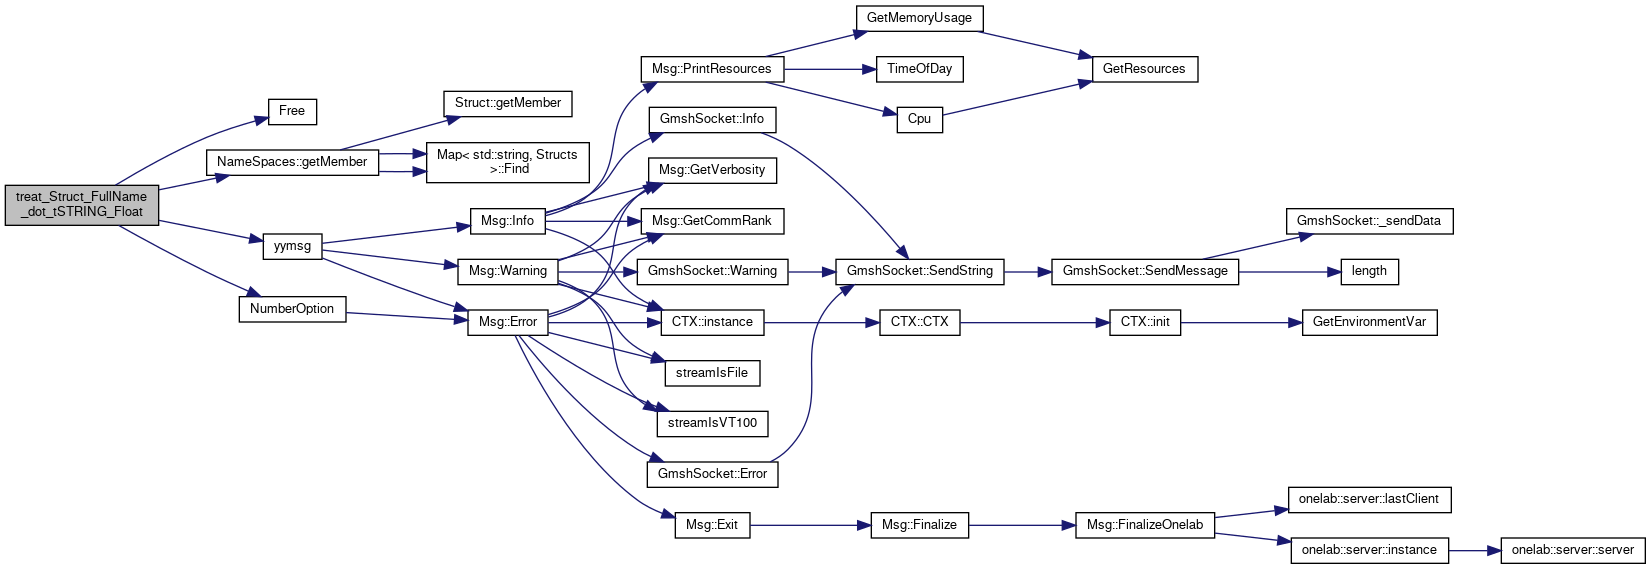 treat_Struct_FullName
_dot_tSTRING_Float
Free
NameSpaces::getMember
yymsg
NumberOption
Struct::getMember
Map< std::string, Structs
>::Find
Msg::Info
Msg::Warning
Msg::Error
Msg::PrintResources
GmshSocket::Info
Msg::GetVerbosity
Msg::GetCommRank
GmshSocket::Warning
CTX::instance
streamIsFile
streamIsVT100
GmshSocket::Error
Msg::Exit
GetMemoryUsage
TimeOfDay
Cpu
GmshSocket::SendString
CTX::CTX
Msg::Finalize
GetResources
GmshSocket::SendMessage
CTX::init
Msg::FinalizeOnelab
GmshSocket::_sendData
length
GetEnvironmentVar
onelab::server::lastClient
onelab::server::instance
onelab::server::server